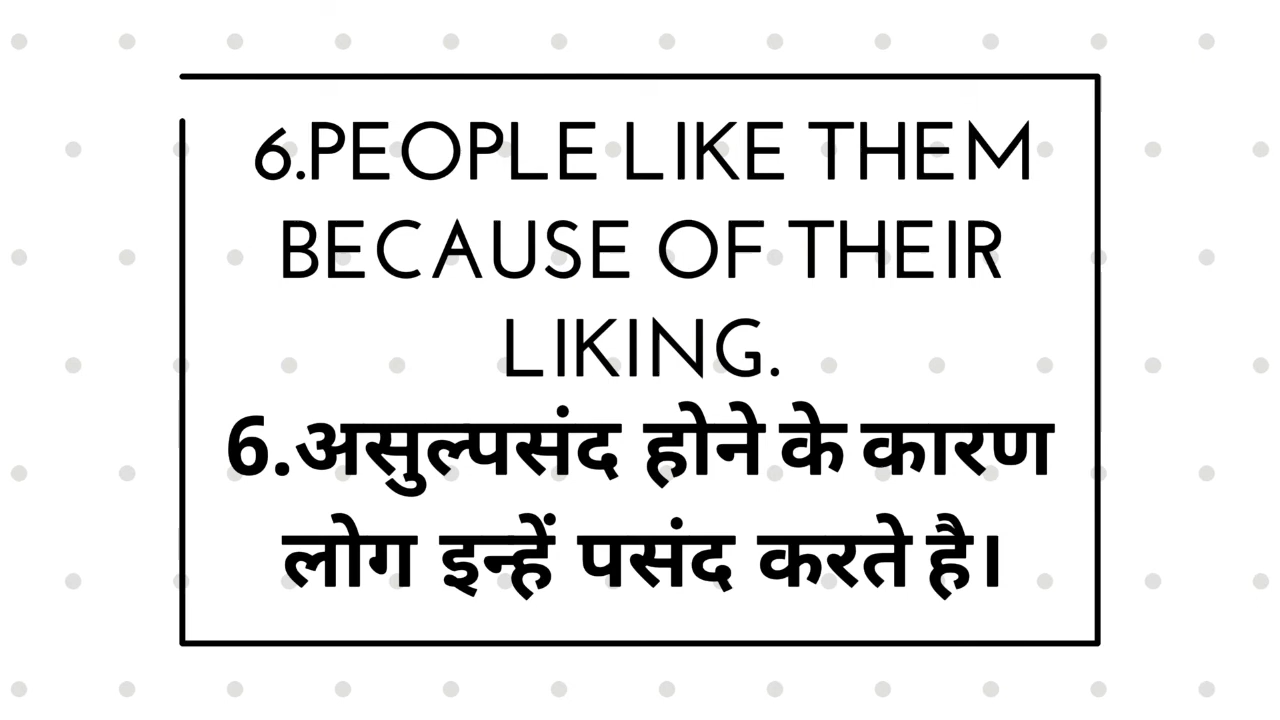 6.PEOPLE LIKE THEM
BECAUSE OF THEIR
LIKING.
6.असुल्पसंद होने के कारण
लोग इन्हें पसंद करते है।